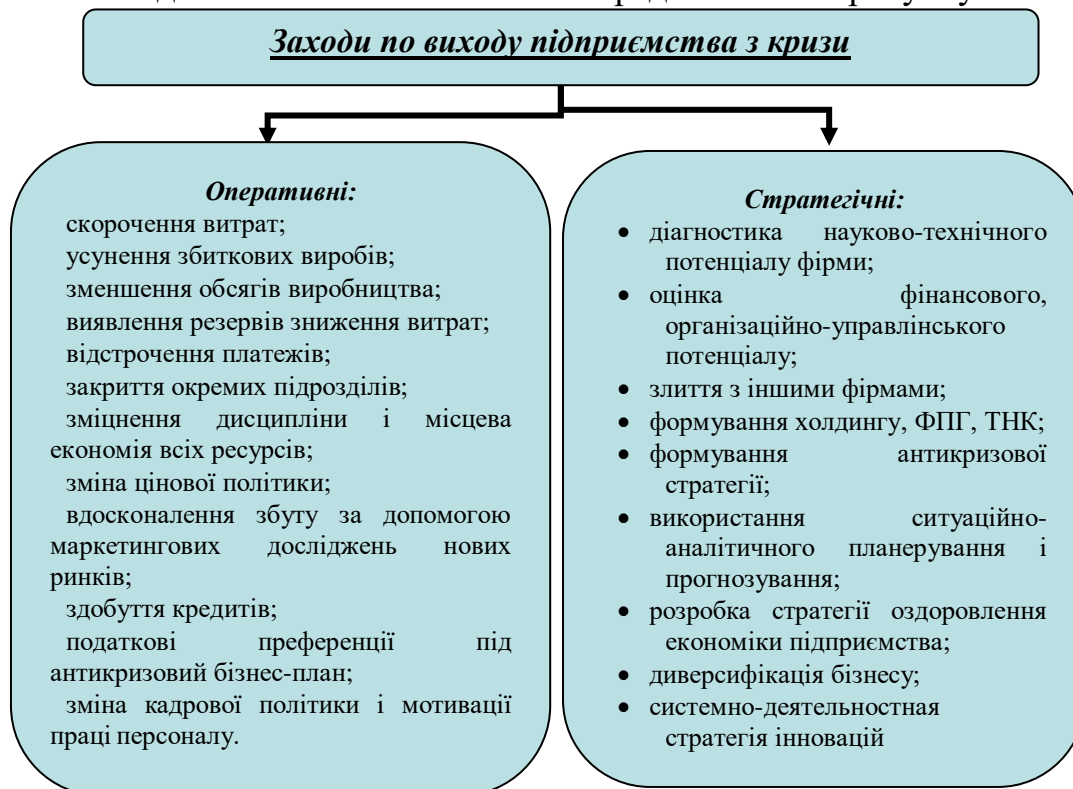 Заходи по виходу підприємства з кризи
Оперативні:
скорочення витрат;
усунення збиткових виробів;
зменшення обсягів виробництва;
виявлення резервів зниження витрат;
відстрочення платежів;
закриття окремих підрозділів;
зміцнення дисципліни і місцева
економія всіх ресурсів;
зміна цінової політики;
вдосконалення збуту за допомогою
маркетингових досліджень нових
ринків;
здобуття кредитів;
податкові преференції під
антикризовий бізнес-план;
зміна кадрової політики і мотивації
праці персоналу.
Стратегічні:
• діагностика науково-технічного
потенціалу фірми;
• оцінка фінансового,
організаційно-управлінського
потенціалу;
• злиття з іншими фірмами;
• формування холдингу, ФПГ, ТНК;
• формування антикризової
стратегії;
• використання ситуаційно-
аналітичного планерування і
прогнозування;
• розробка стратегії оздоровлення
економіки підприємства;
• диверсифікація бізнесу;
• системно-деятельностная
стратегія інновацій